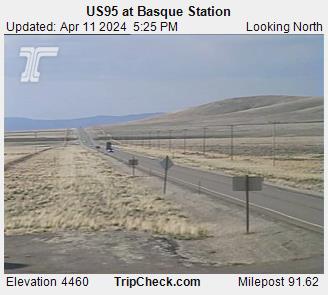 US95 at Basque Station
Updated: Apr 11 2024 5:25 PM Looking North
Elevation 4460 TripCheck.com Milepost 91.62